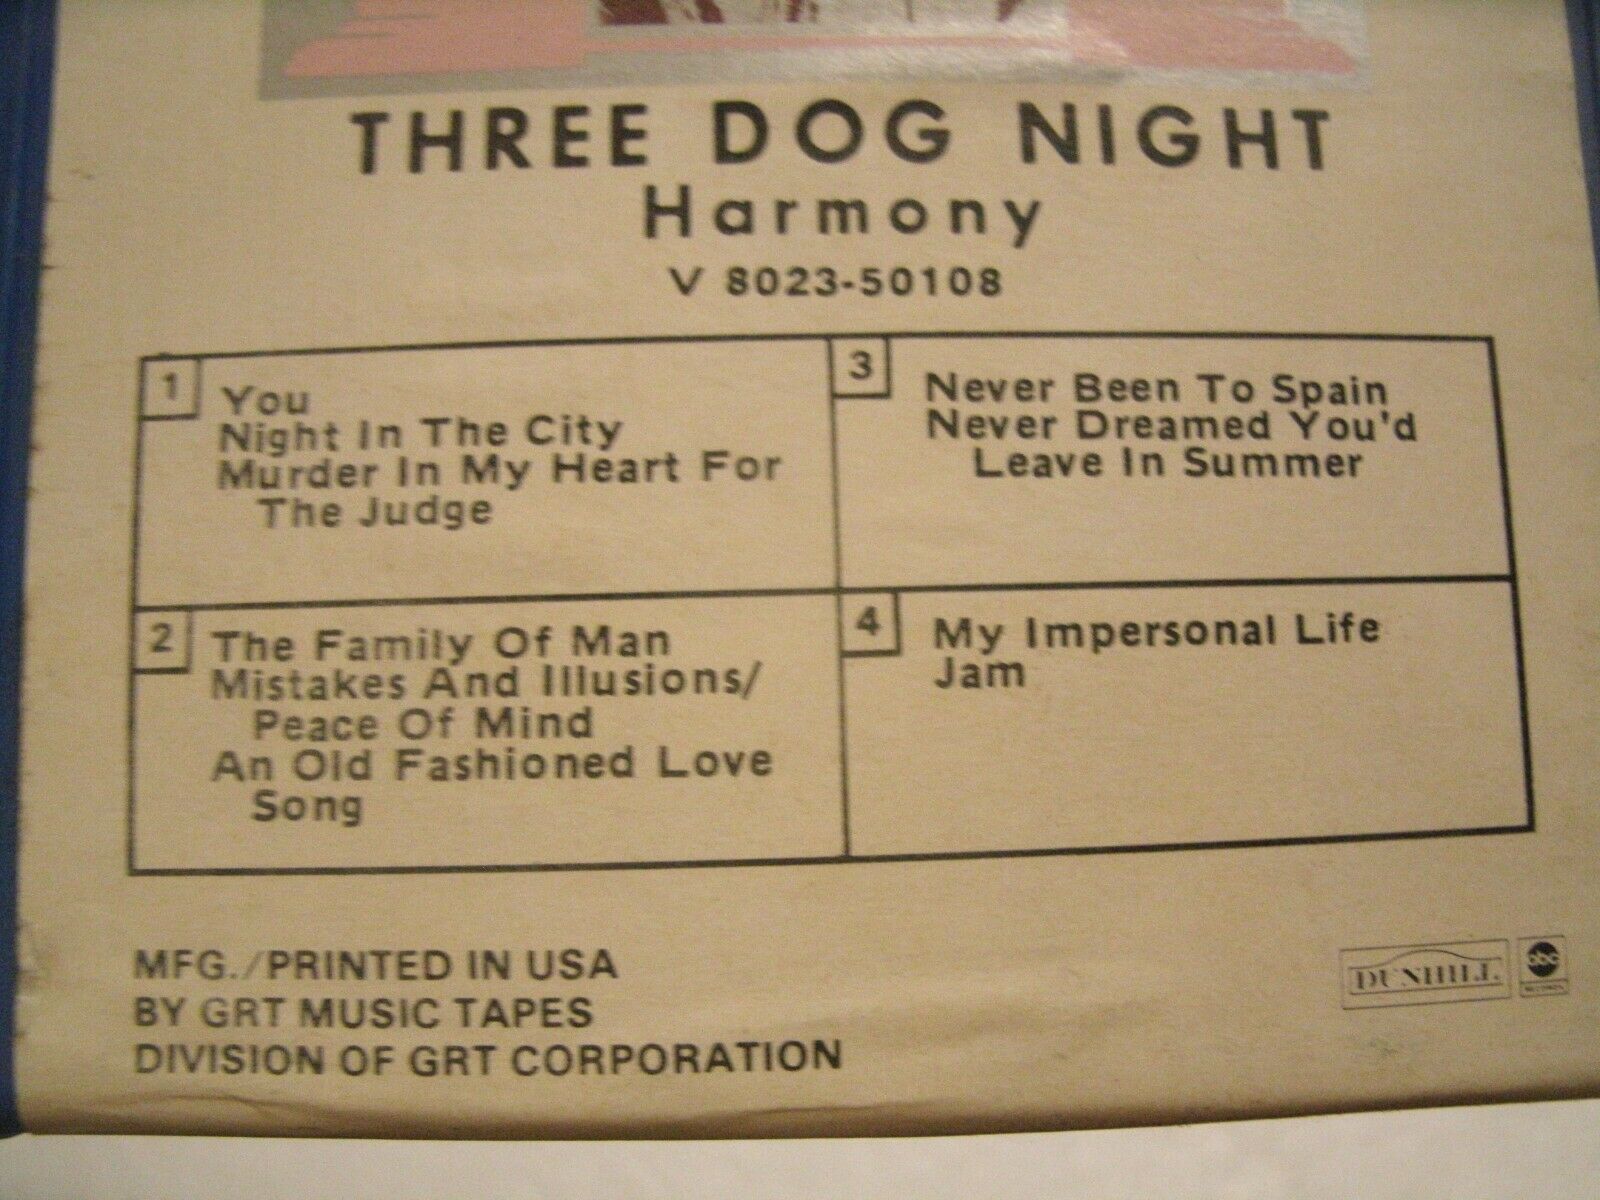 THREE DOG NIGHT
Harmony
V 8023-50108
1
You
Night In The City
Murder In My Heart For
The Judge
2
The Family Of Man
Mistakes And Illusions/
Peace Of Mind
An Old Fashioned Love
Song
3
Never Been To Spain
Never Dreamed You'd
Leave In Summer
4
My Impersonal Life
Jam
MFG./PRINTED IN USA
BY GRT MUSIC TAPES
DIVISION OF GRT CORPORATION
DUNHILL
abc